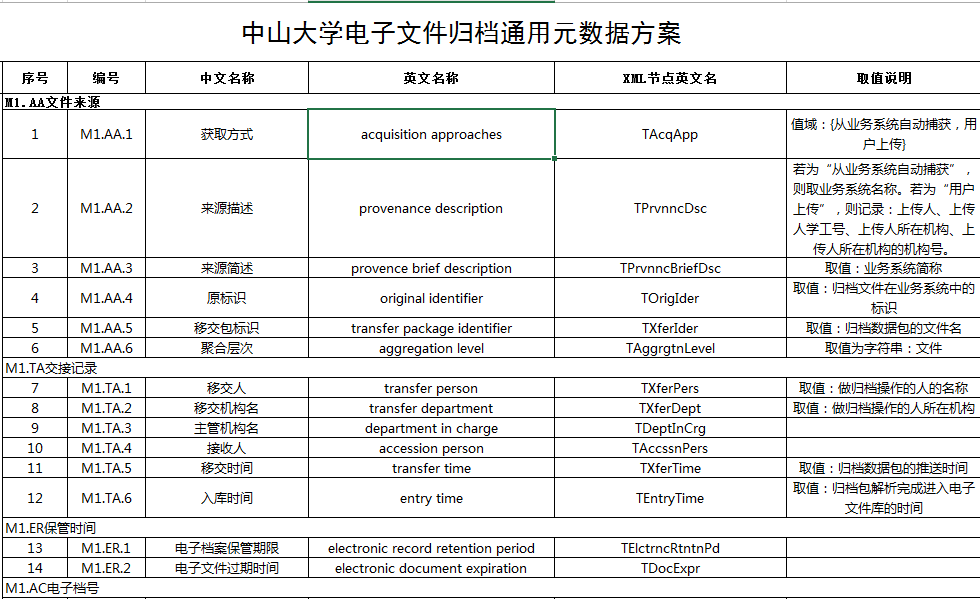 中山大学电子文件归档通用元数据方案
序号 编号 中文名称 英文名称 XML节点英文名 取值说明
M1.AA文件来源
1 M1.AA.1 获取方式 acquisition approaches TAcqApp 值域：{从业务系统自动捕获，用
户上传}
2 M1.AA.2 来源描述 provenance description TPrvnncDsc 若为“从业务系统自动捕获”，
则取业务系统名称。若为“用户
上传”，则记录：上传人、上传
人学工号、上传人所在机构、上
传人所在机构的机构号。
3 M1.AA.3 来源简述 provence brief description TPrvnncBriefDsc 取值：业务系统简称
4 M1.AA.4 原标识 original identifier TOrigIder 取值：归档文件在业务系统中的
标识
5 M1.AA.5 移交包标识 transfer package identifier TXferIder 取值：归档数据包的文件名
6 M1.AA.6 聚合层次 aggregation level TAggrgtnLevel 取值为字符串：文件
M1.TA交接记录
7 M1.TA.1 移交人 transfer person TXferPers 取值：做归档操作的人的名称
8 M1.TA.2 移交机构名 transfer department TXferDept 取值：做归档操作的人所在机构
9 M1.TA.3 主管机构名 department in charge TDeptInCrg
10 M1.TA.4 接收人 accession person TAccssnPers
11 M1.TA.5 移交时间 transfer time TXferTime 取值：归档数据包的推送时间
12 M1.TA.6 入库时间 entry time TEntryTime 取值：归档包解析完成进入电子
文件库的时间
M1.ER保管时间
13 M1.ER.1 电子档案保管期限 electronic record retention period TElctrncRtntnPd
14 M1.ER.2 电子文件过期时间 electronic document expiration TDocExpr
M1.AC电子档号